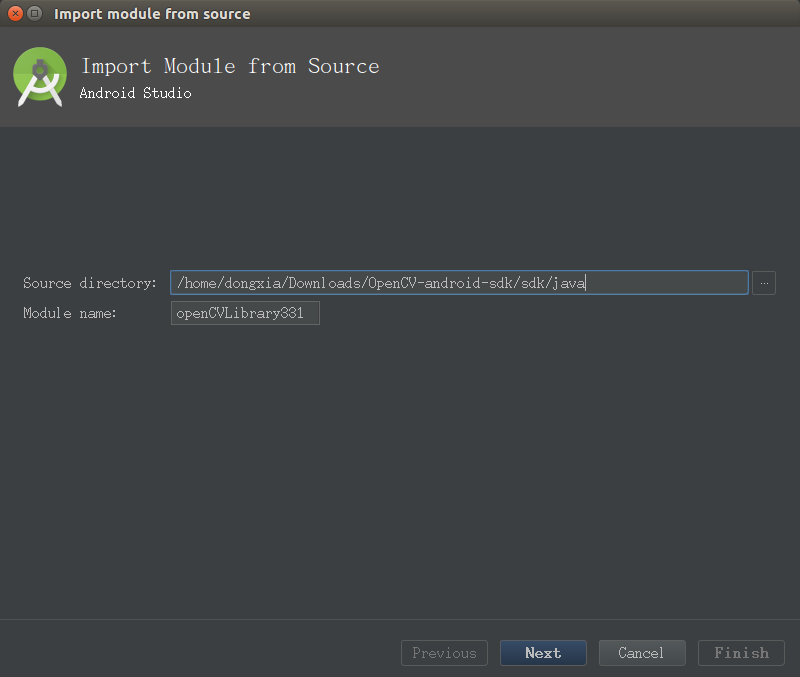 Import module from source
Import Module from Source
Android Studio
Source directory: /home/dongxia/Downloads/OpenCV-android-sdk/sdk/java ...
Module name: openCVLibrary331
Previous Next Cancel Finish